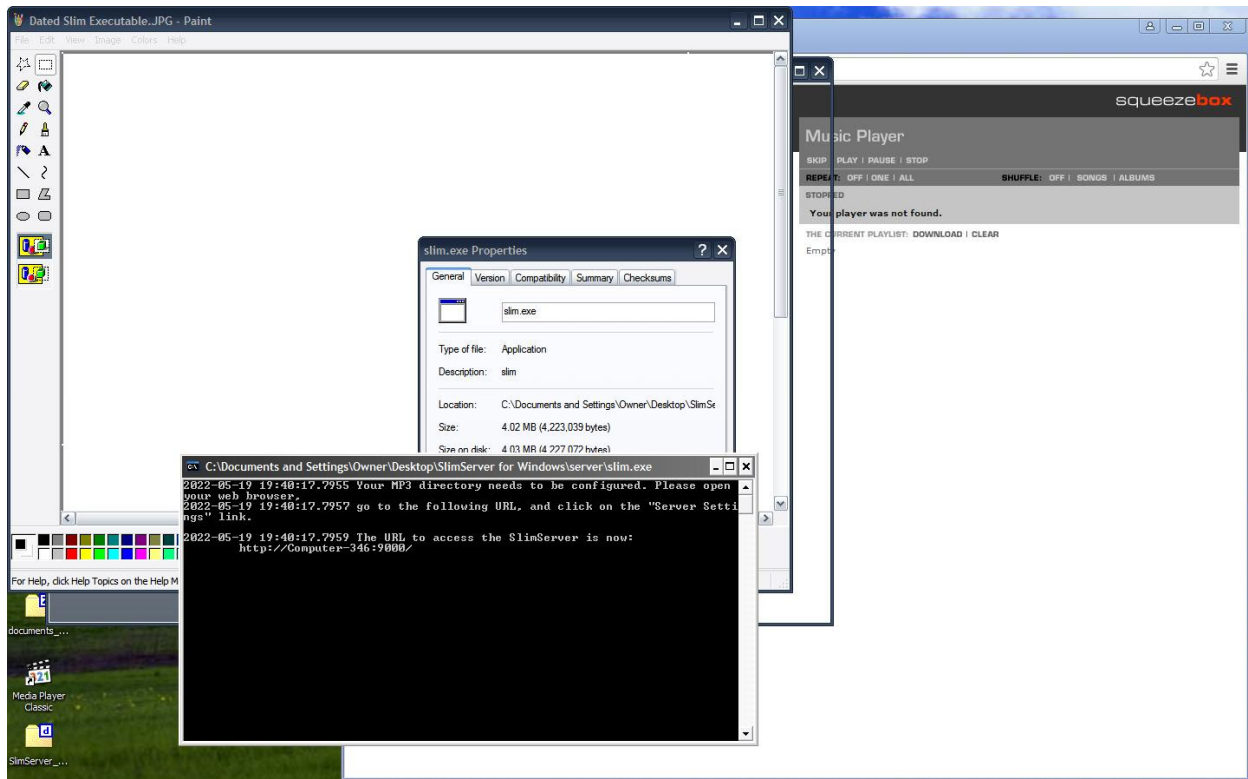 Dated Slim Executable.JPG - Paint
File Edit View Image Colors Help
squeezebox
Music Player
SKIP | PLAY | PAUSE | STOP
REPEAT: OFF | ONE | ALL SHUFFLE: OFF | SONGS | ALBUMS
STOPPED
Your player was not found.
THE CURRENT PLAYLIST: DOWNLOAD | CLEAR
Empty
slim.exe Properties
General Version Compatibility Summary Checksums
slim.exe
Type of file: Application
Description: slim
Location: C:\Documents and Settings\Owner\Desktop\SlimSe
Size: 4.02 MB (4,223,039 bytes)
Size on disk: 4.03 MB (4,227,072 bytes)
C:\Documents and Settings\Owner\Desktop\SlimServer for Windows\server\slim.exe
2022-05-19 19:40:17.7955 Your MP3 directory needs to be configured. Please open
your web browser,
2022-05-19 19:40:17.7957 go to the following URL, and click on the "Server Setti
ngs" link.
2022-05-19 19:40:17.7959 The URL to access the SlimServer is now:
http://Computer-346:9000/
For Help, click Help Topics on the Help M
documents_...
321
Media Player
Classic
d
SlimServer_...